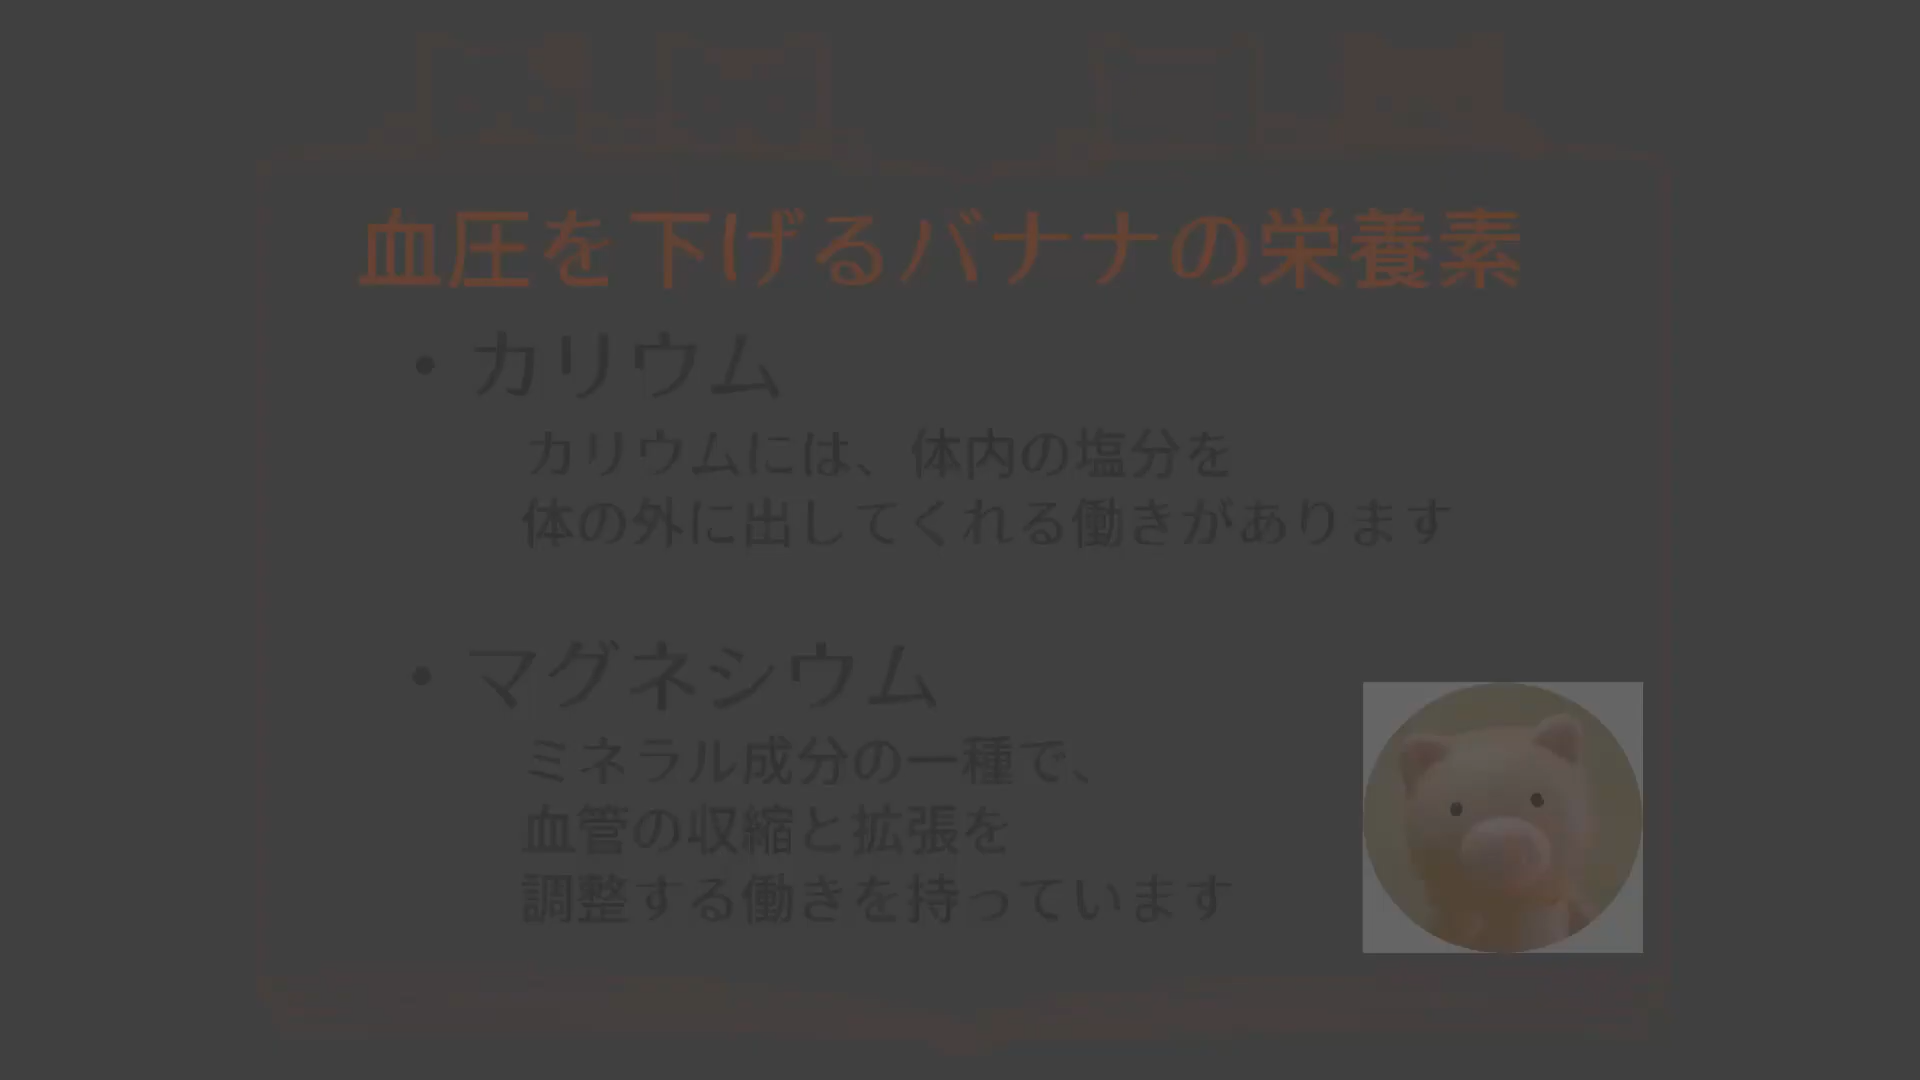 血圧を下げるバナナの栄養素
・カリウム
カリウムには、体内の塩分を
体の外に出してくれる働きがあります
・マグネシウム
ミネラル成分の一種で、
血管の収縮と拡張を
調整する働きを持っています